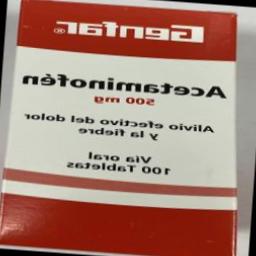 Genfar®
Acetaminofén
500 mg
Alivio efectivo del dolor
y la fiebre
Vía oral
100 Tabletas